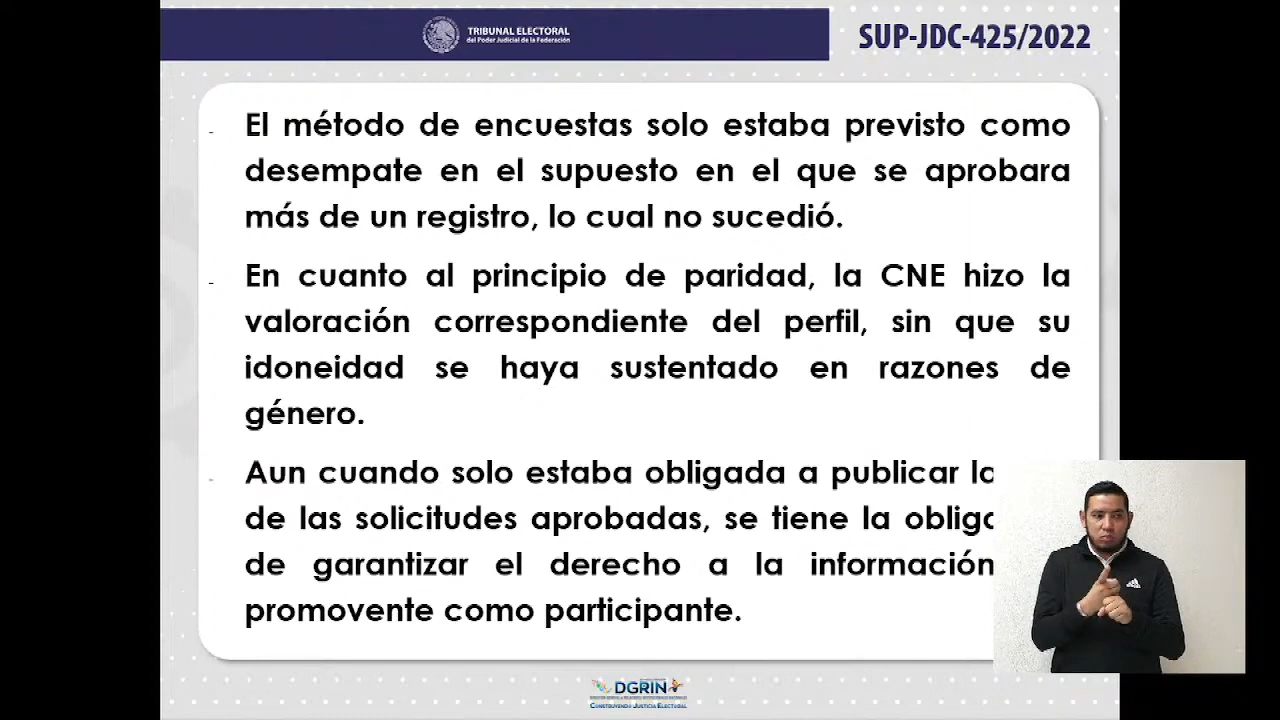 TRIBUNAL ELECTORAL
del Poder Judicial de la Federación
SUP-JDC-425/2022
- El método de encuestas solo estaba previsto como
desempate en el supuesto en el que se aprobara
más de un registro, lo cual no sucedió.
- En cuanto al principio de paridad, la CNE hizo la
valoración correspondiente del perfil, sin que su
idoneidad se haya sustentado en razones de
género.
- Aun cuando solo estaba obligada a publicar
de las solicitudes aprobadas, se tiene la
de garantizar el derecho a la información
promovente como participante.
DGRIN
CONSTRUYENDO JUSTICIA ELECTORAL